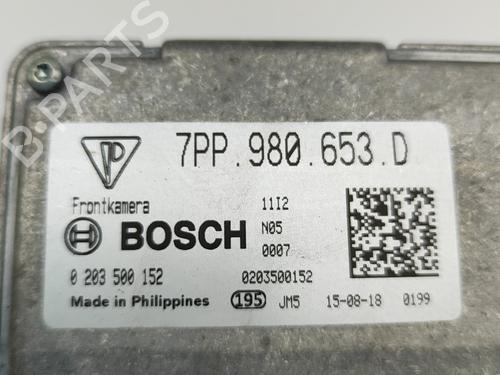 7PP.980.653.D
Frontkamera
11I2
BOSCH
N05
0007
0 203 500 152
0203500152
Made in Philippines
195
JM5
15-08-18
0199
B-PARTS